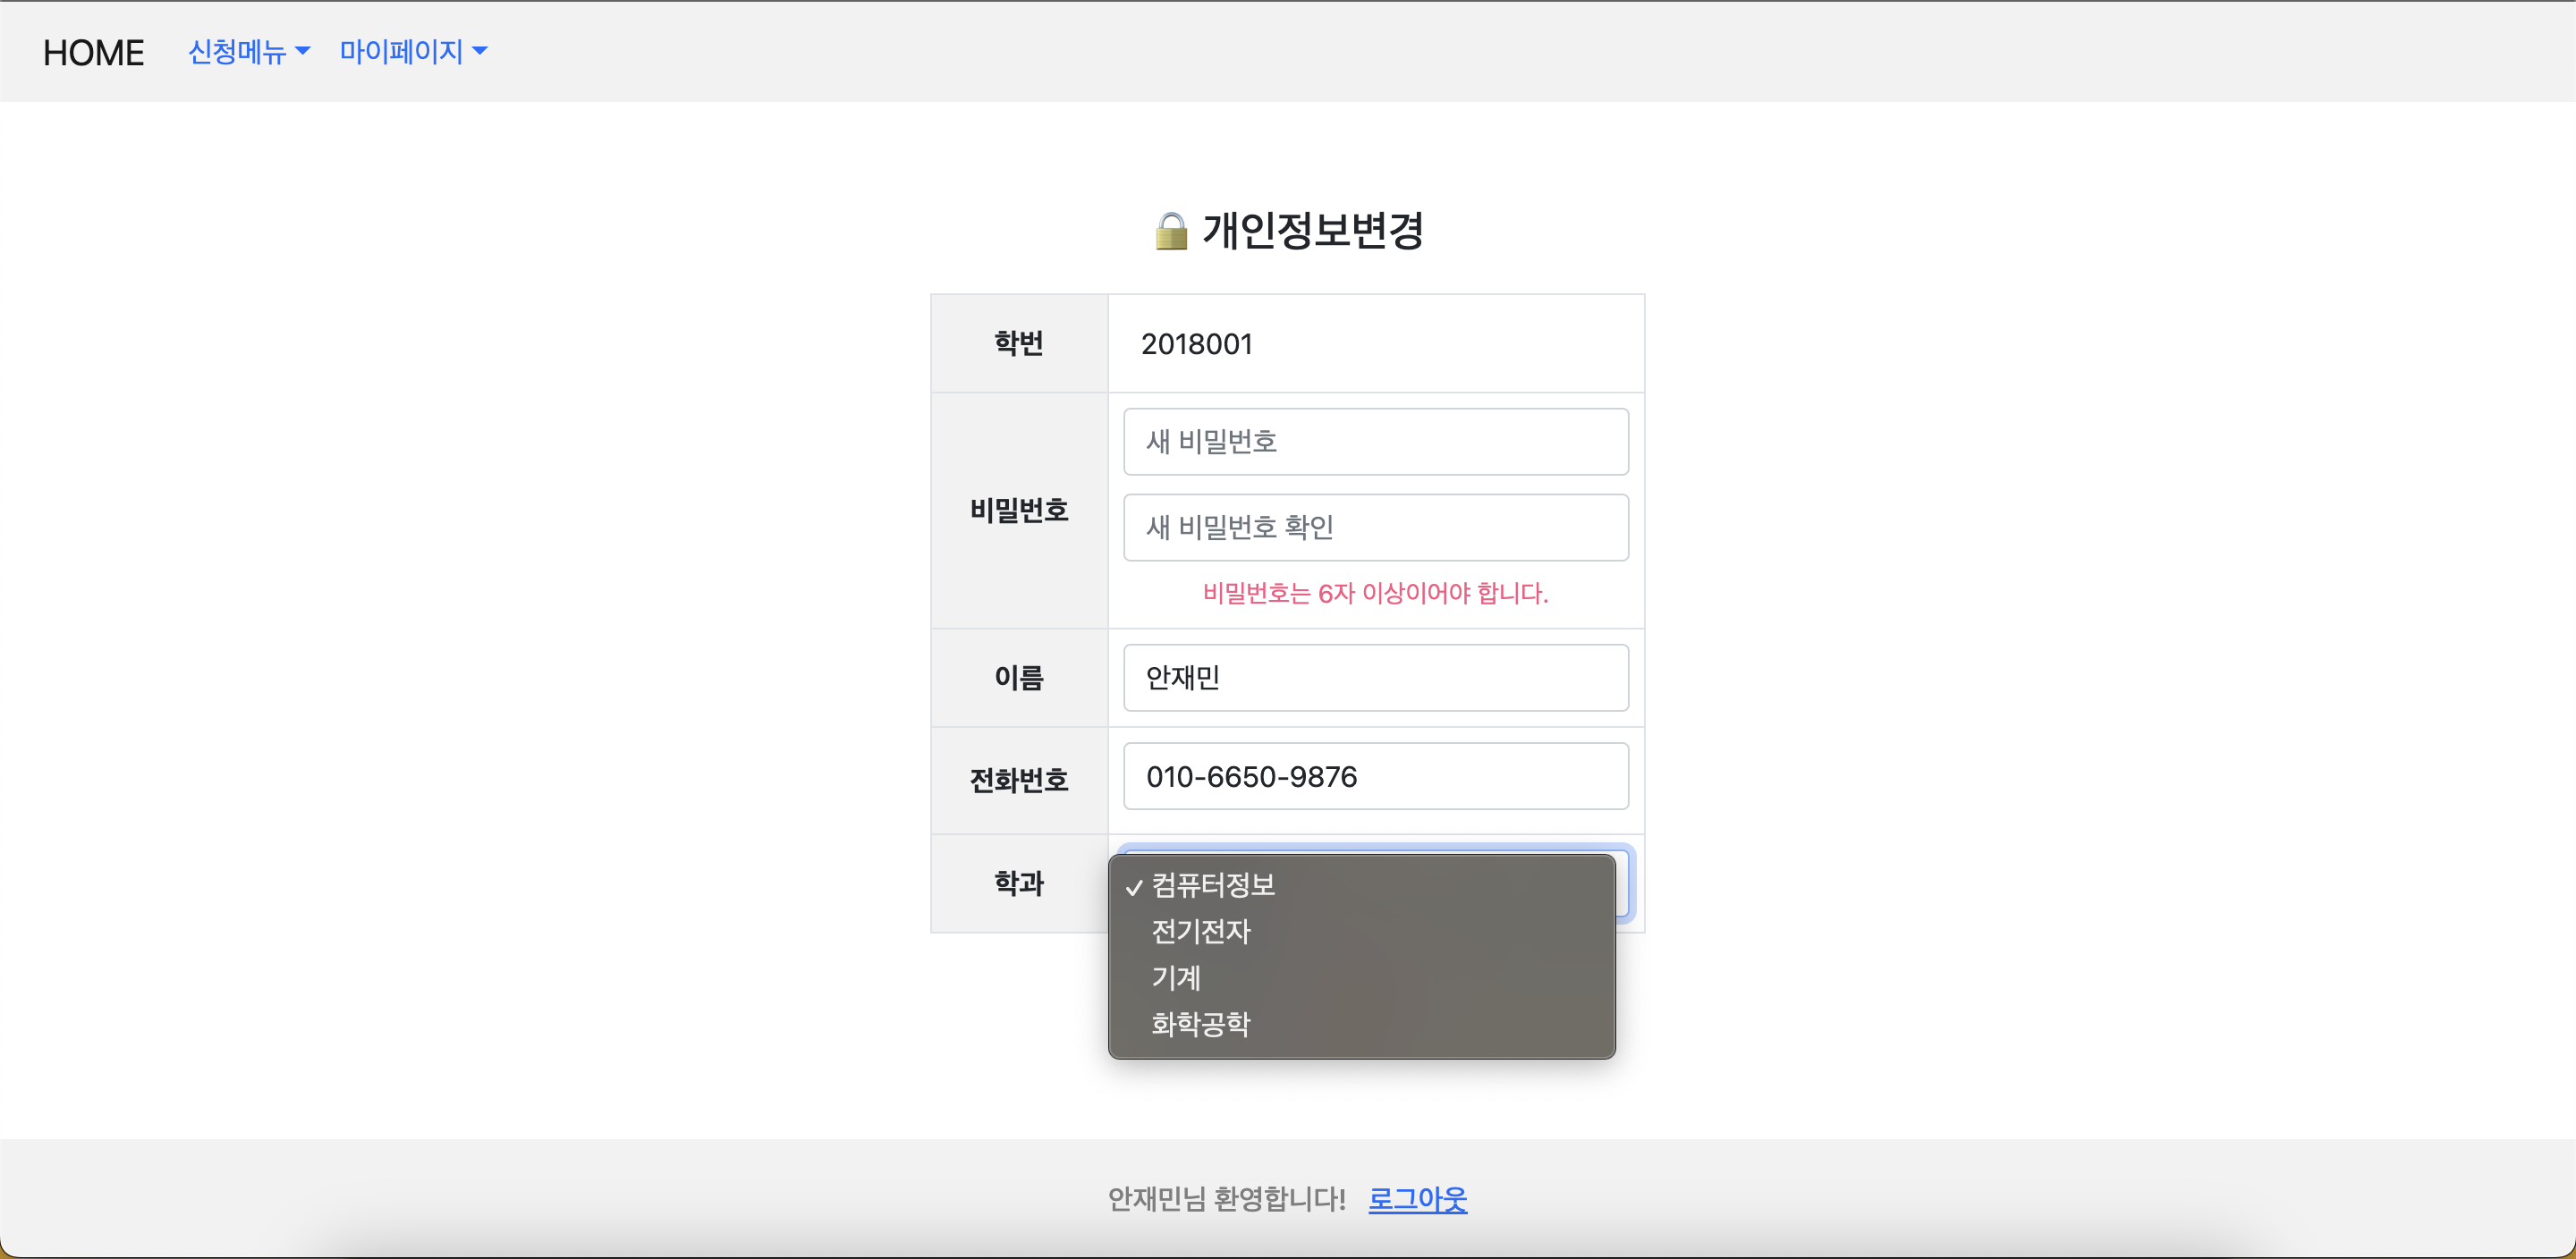 HOME 신청메뉴 마이페이지
🔒 개인정보변경
학번 2018001
비밀번호
새 비밀번호
새 비밀번호 확인
비밀번호는 6자 이상이어야 합니다.
이름 안재민
전화번호 010-6650-9876
학과
✓ 컴퓨터정보
전기전자
기계
화학공학
안재민님 환영합니다! 로그아웃